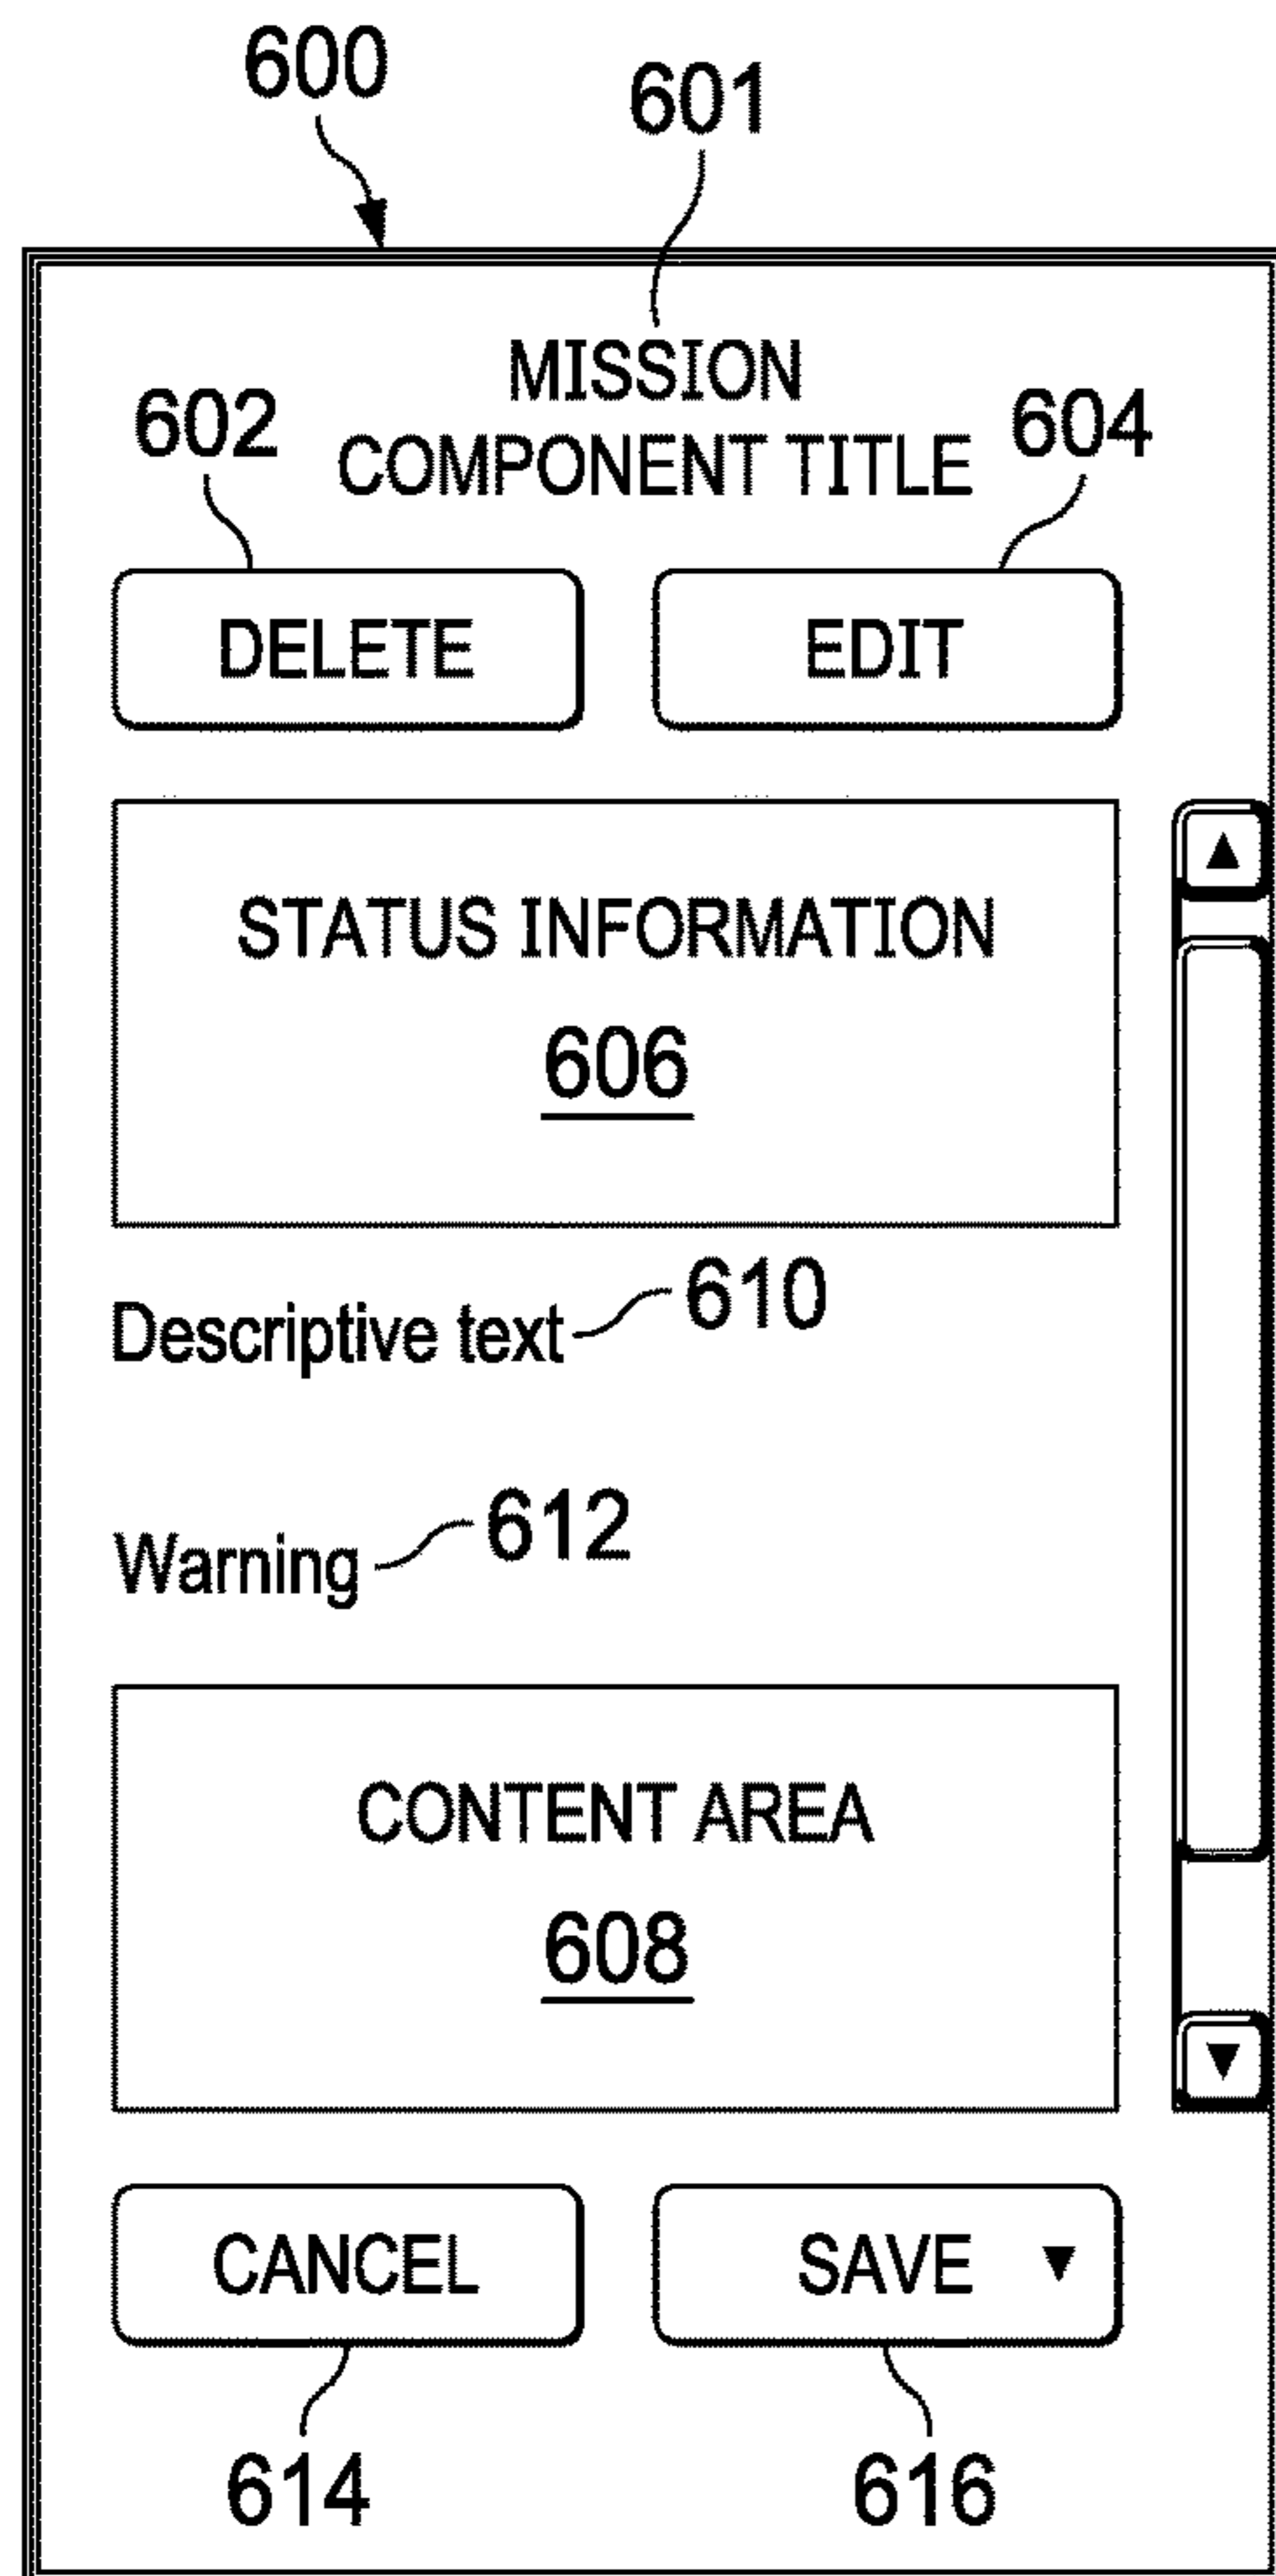 600
601
MISSION
COMPONENT TITLE
602
604
DELETE
EDIT
STATUS INFORMATION
606
Descriptive text
610
Warning
612
CONTENT AREA
608
CANCEL
SAVE ▼
614
616